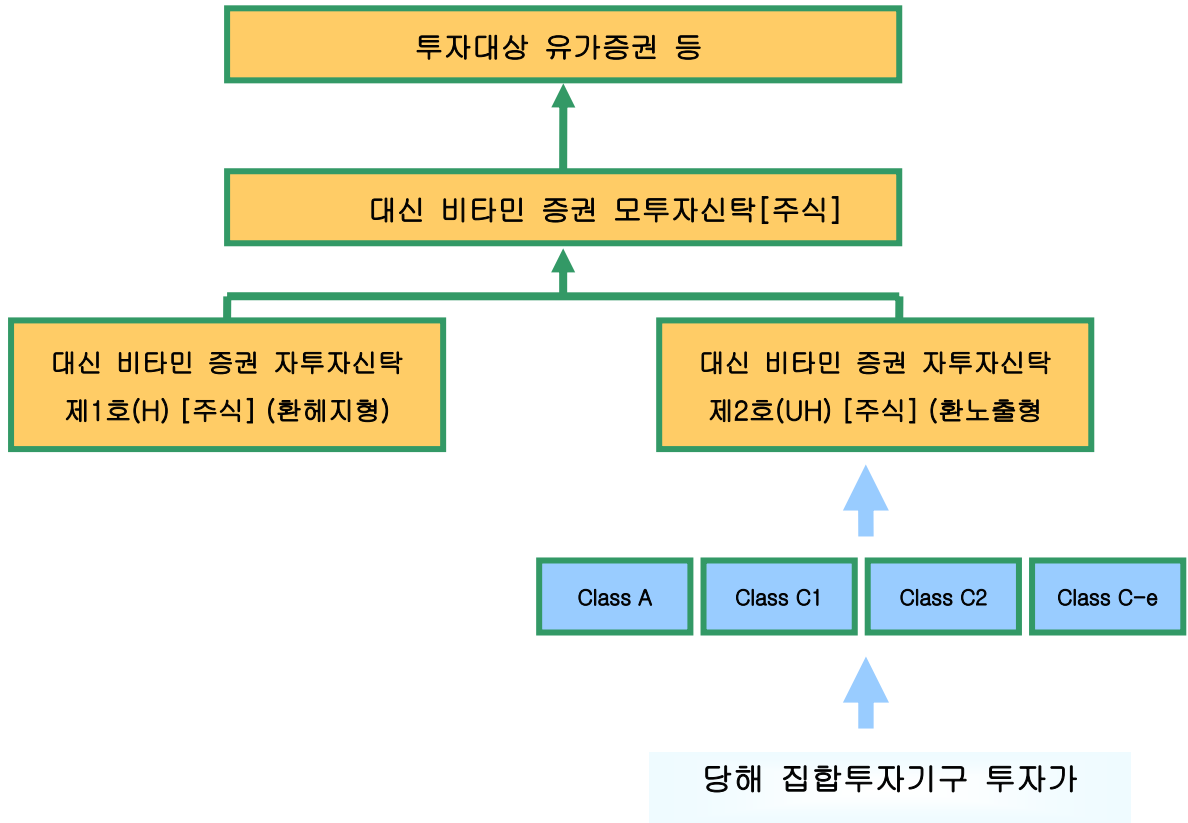 투자대상 유가증권 등
대신 비타민 증권 모투자신탁[주식]
대신 비타민 증권 자투자신탁
제1호(H) [주식] (환헤지형)
대신 비타민 증권 자투자신탁
제2호(UH) [주식] (환노출형
Class A
Class C1
Class C2
Class C-e
당해 집합투자기구 투자가